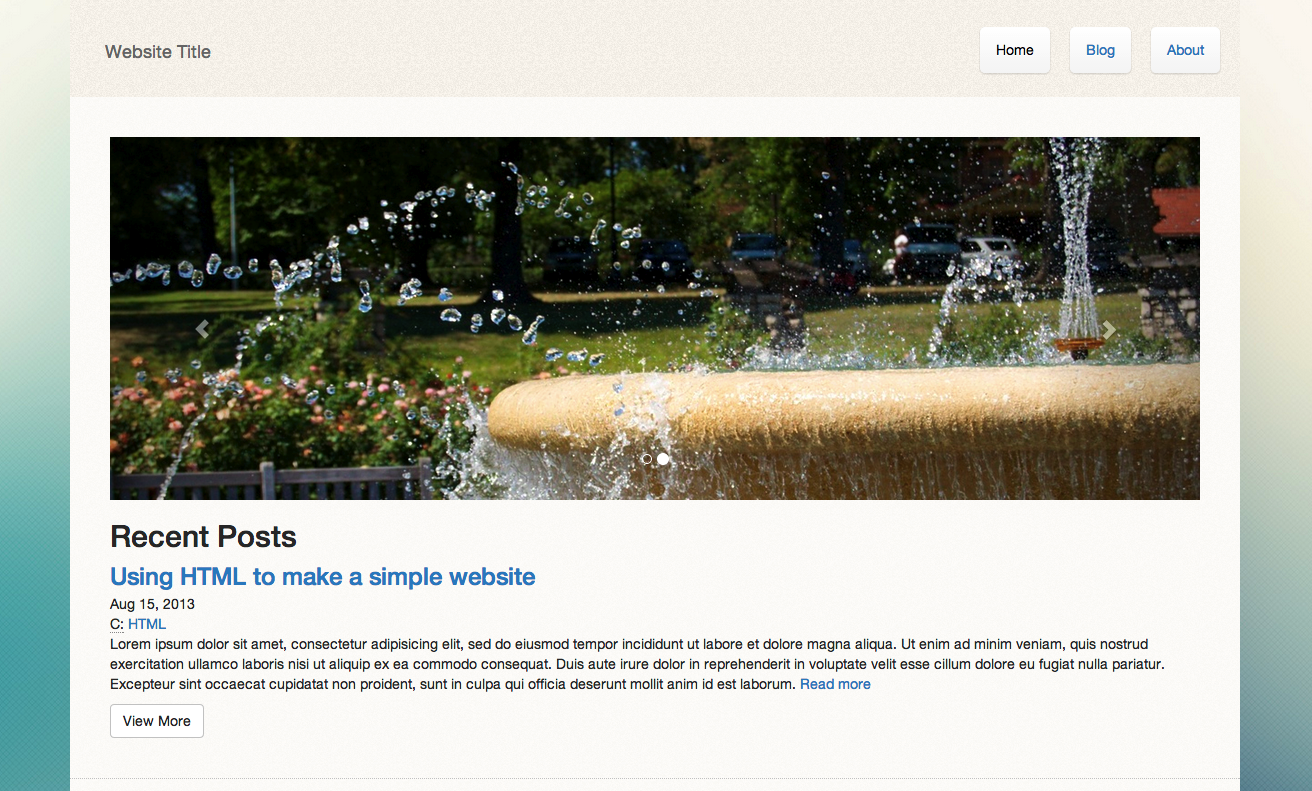 Website Title
Home
Blog
About
Recent Posts
Using HTML to make a simple website
Aug 15, 2013
C: HTML
Lorem ipsum dolor sit amet, consectetur adipisicing elit, sed do eiusmod tempor incididunt ut labore et dolore magna aliqua. Ut enim ad minim veniam, quis nostrud
exercitation ullamco laboris nisi ut aliquip ex ea commodo consequat. Duis aute irure dolor in reprehenderit in voluptate velit esse cillum dolore eu fugiat nulla pariatur.
Excepteur sint occaecat cupidatat non proident, sunt in culpa qui officia deserunt mollit anim id est laborum. Read more
View More